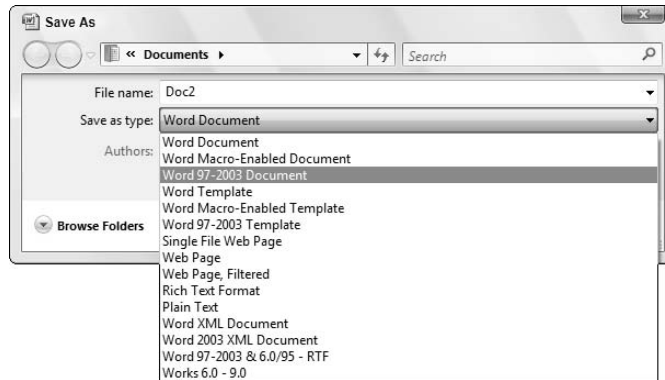 Save As
« Documents
Search
File name: Doc2
Save as type: Word Document
Authors:
Word Document
Word Macro-Enabled Document
Word 97-2003 Document
Word Template
Word Macro-Enabled Template
Word 97-2003 Template
Browse Folders
Single File Web Page
Web Page
Web Page, Filtered
Rich Text Format
Plain Text
Word XML Document
Word 2003 XML Document
Word 97-2003 & 6.0/95 - RTF
Works 6.0 - 9.0